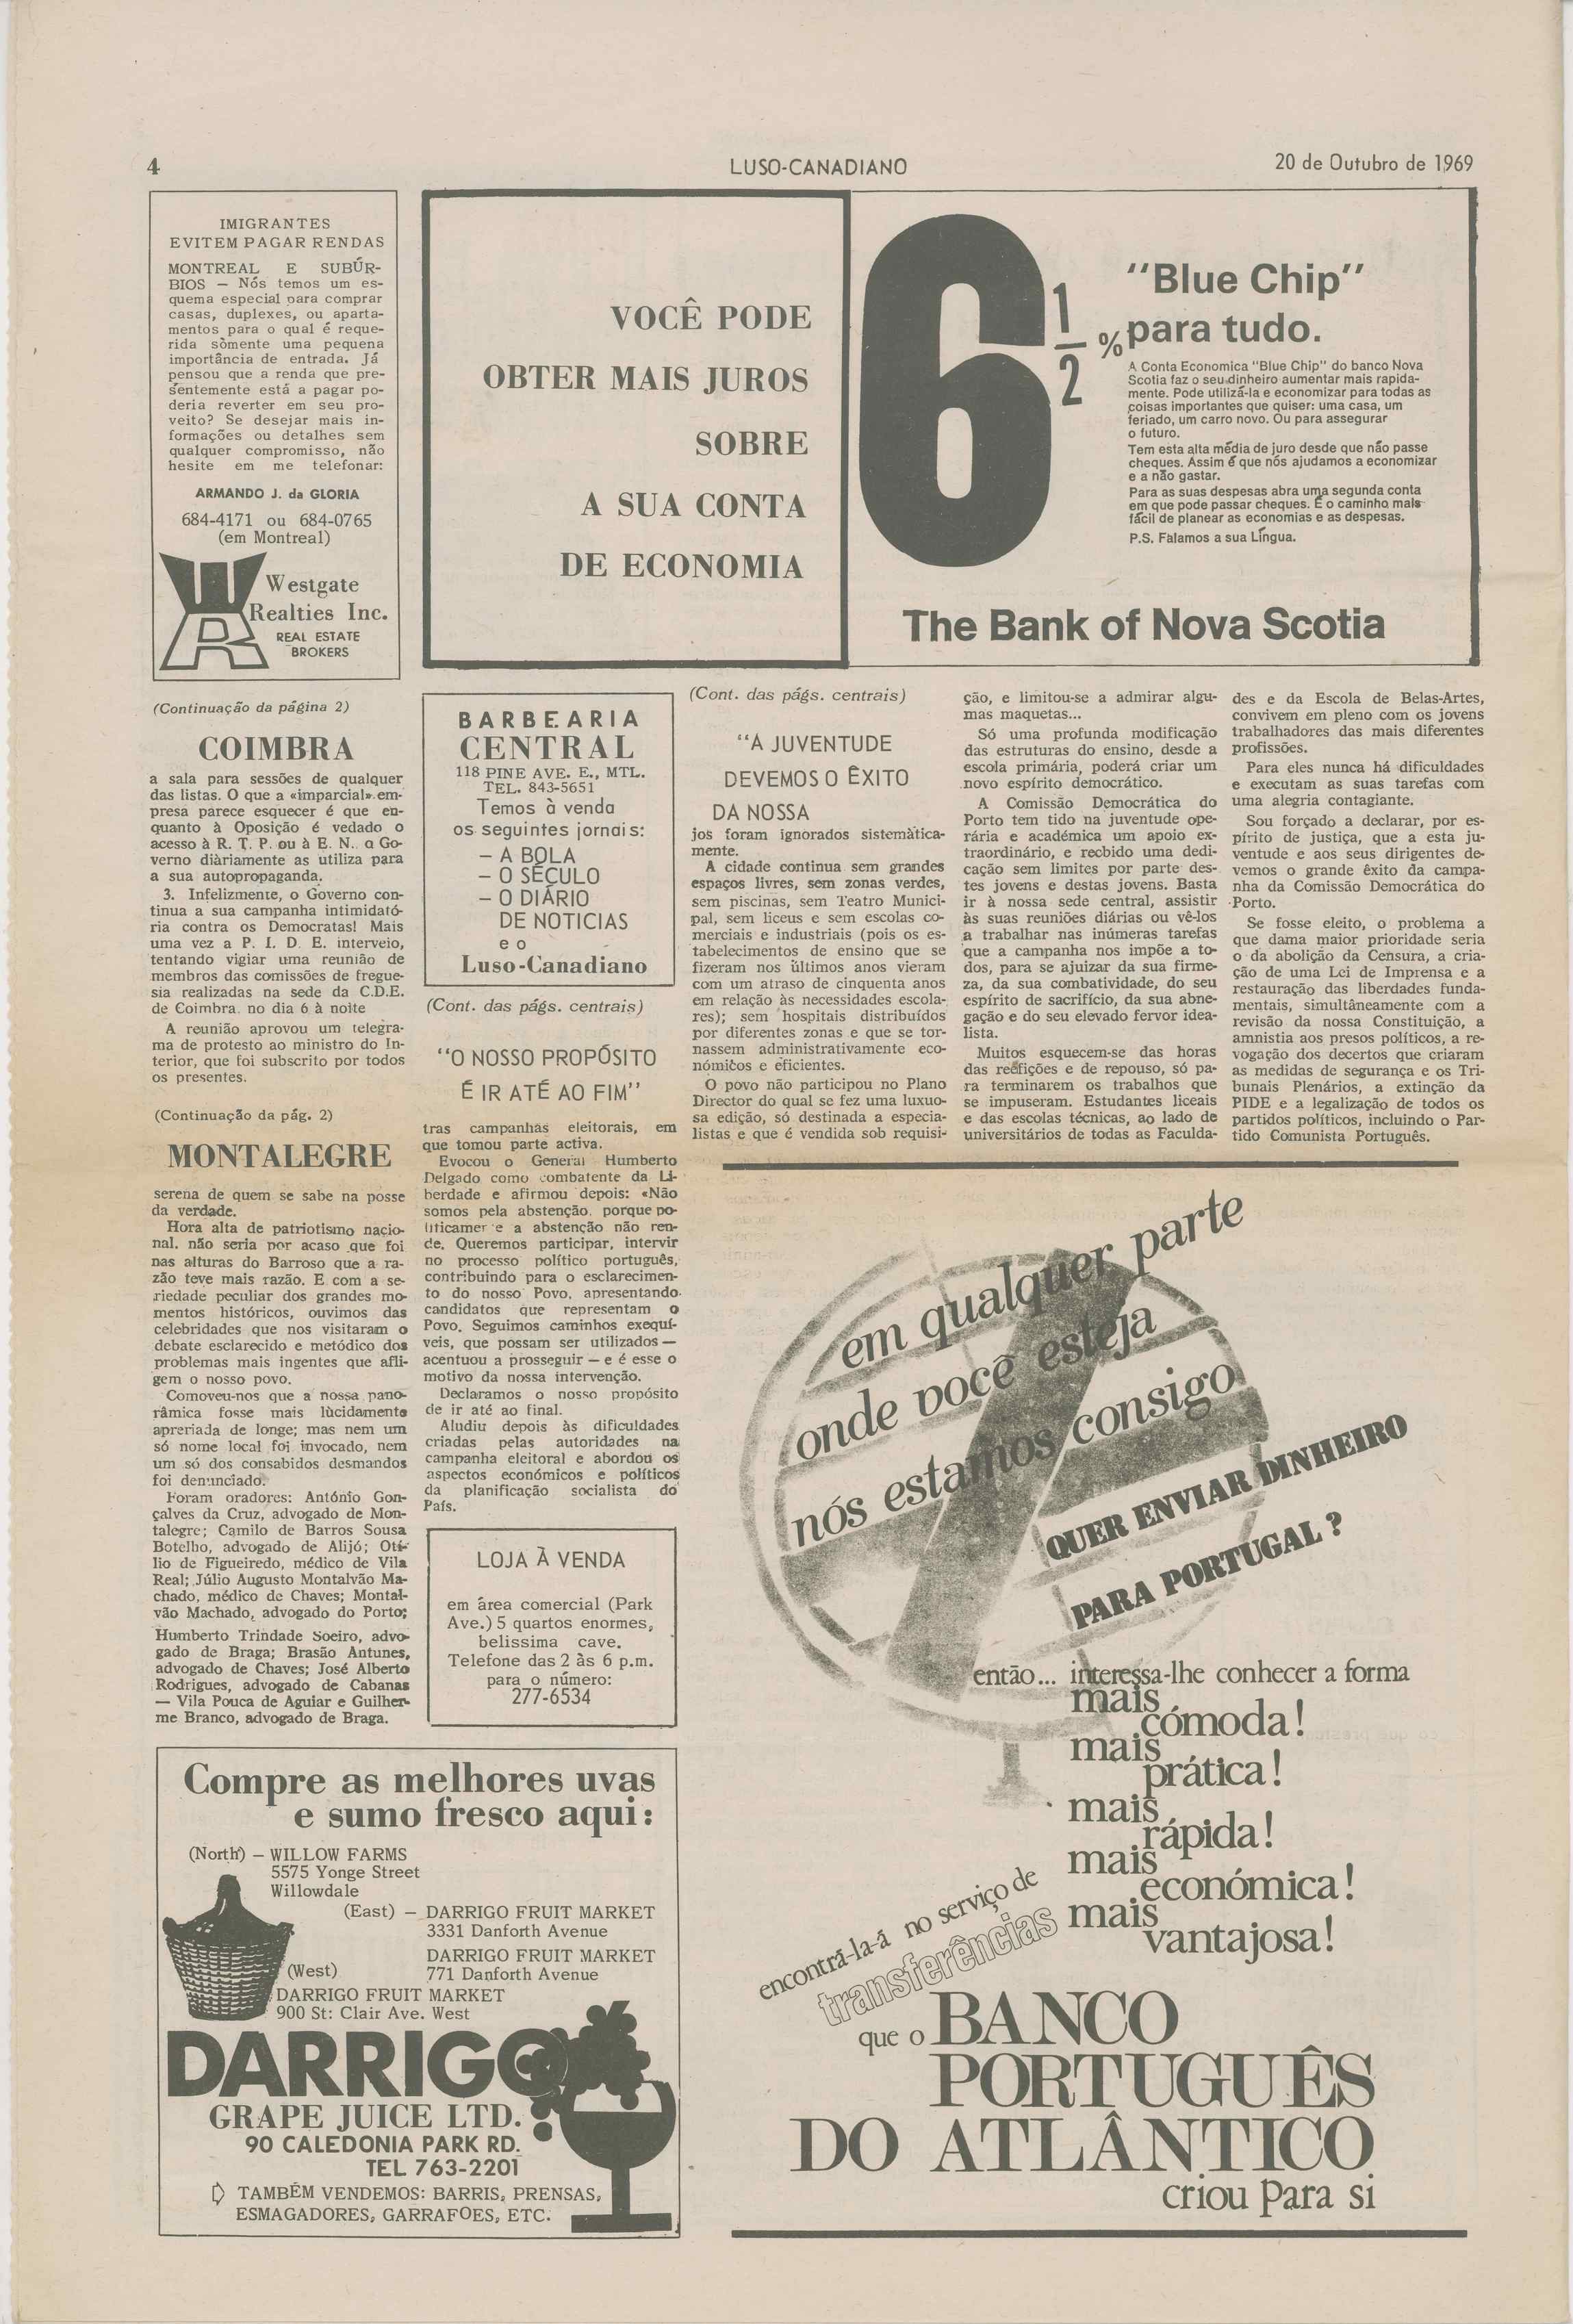 4
LUSO-CANADIANO
20 de Outubro de 1969
IMIGRANTES
EVITEM PAGAR RENDAS
MONTREAL E SUBÚR-
BIOS — Nós temos um es-
quema especial para comprar
casas, duplexes, ou aparta-
mentos para o qual é reque-
rida sòmente uma pequena
importância de entrada. Já
pensou que a renda que pre-
sentemente está a pagar po-
deria reverter em seu pro-
veito? Se desejar mais in-
formações ou detalhes sem
qualquer compromisso, não
hesite em me telefonar:
ARMANDO J. da GLORIA
684-4171 ou 684-0765
(em Montreal)
Westgate
Realties Inc.
REAL ESTATE
BROKERS
VOCÊ PODE
OBTER MAIS JUROS
SOBRE
A SUA CONTA
DE ECONOMIA
6 1/2 %
"Blue Chip"
para tudo.
A Conta Economica "Blue Chip" do banco Nova
Scotia faz o seu dinheiro aumentar mais rapida-
mente. Pode utilizá-la e economizar para todas as
coisas importantes que quiser: uma casa, um
feriado, um carro novo. Ou para assegurar
o futuro.
Tem esta alta média de juro desde que não passe
cheques. Assim é que nós ajudamos a economizar
e a não gastar.
Para as suas despesas abra uma segunda conta
em que pode passar cheques. É o caminho mais
fácil de planear as economias e as despesas.
P.S. Falamos a sua Língua.
The Bank of Nova Scotia
(Continuação da página 2)
COIMBRA
a sala para sessões de qualquer
das listas. O que a «imparcial» em-
presa parece esquecer é que en-
quanto à Oposição é vedado o
acesso à R. T. P. ou à E. N.. o Go-
verno diàriamente as utiliza para
a sua autopropaganda.
3. Infelizmente, o Governo con-
tinua a sua campanha intimidató-
ria contra os Democratas! Mais
uma vez a P. I. D. E. interveio,
tentando vigiar uma reunião de
membros das comissões de fregue-
sia realizadas na sede da C.D.E.
de Coimbra. no dia 6 à noite
A reunião aprovou um telegra-
ma de protesto ao ministro do In-
terior, que foi subscrito por todos
os presentes.
(Continuação da pág. 2)
MONTALEGRE
serena de quem se sabe na posse
da verdade.
Hora alta de patriotismo nacio-
nal. não seria por acaso que foi
nas alturas do Barroso que a ra-
zão teve mais razão. E com a se-
riedade peculiar dos grandes mo-
mentos históricos, ouvimos das
celebridades que nos visitaram o
debate esclarecido e metódico dos
problemas mais ingentes que afli-
gem o nosso povo.
Comoveu-nos que a nossa pano-
râmica fosse mais lùcidamente
apreriada de longe; mas nem um
só nome local foi invocado, nem
um só dos consabidos desmandos
foi denunciado.
Foram oradores: António Gon-
çalves da Cruz, advogado de Mon-
talegre; Camilo de Barros Sousa
Botelho, advogado de Alijó; Otí-
lio de Figueiredo, médico de Vila
Real; Júlio Augusto Montalvão Ma-
chado, médico de Chaves; Montal-
vão Machado, advogado do Porto;
Humberto Trindade Soeiro, advo-
gado de Braga; Brasão Antunes,
advogado de Chaves; José Alberto
Rodrigues, advogado de Cabanas
— Vila Pouca de Aguiar e Guilher-
me Branco, advogado de Braga.
BARBEARIA
CENTRAL
118 PINE AVE. E., MTL.
TEL. 843-5651
Temos à venda
os seguintes jornais:
– A BOLA
– O SÉCULO
– O DIÁRIO
DE NOTICIAS
e o
Luso-Canadiano
(Cont. das págs. centrais)
"O NOSSO PROPÓSITO
É IR ATÉ AO FIM"
tras campanhas eleitorais, em
que tomou parte activa.
Evocou o General Humberto
Delgado como combatente da Li-
berdade e afirmou depois: «Não
somos pela abstenção. porque po-
liticamente a abstenção não ren-
de. Queremos participar, intervir
no processo político português,
contribuindo para o esclarecimen-
to do nosso Povo. apresentando
candidatos que representam o
Povo. Seguimos caminhos exequí-
veis, que possam ser utilizados —
acentuou a prosseguir — e é esse o
motivo da nossa intervenção.
Declaramos o nosso propósito
de ir até ao final.
Aludiu depois às dificuldades
criadas pelas autoridades na
campanha eleitoral e abordou os
aspectos económicos e políticos
da planificação socialista do
País.
LOJA À VENDA
em área comercial (Park
Ave.) 5 quartos enormes,
belissima cave.
Telefone das 2 às 6 p.m.
para o número:
277-6534
(Cont. das págs. centrais)
"A JUVENTUDE
DEVEMOS O ÊXITO
DA NOSSA
jos foram ignorados sistemàtica-
mente.
A cidade continua sem grandes
espaços livres, sem zonas verdes,
sem piscinas, sem Teatro Munici-
pal, sem liceus e sem escolas co-
merciais e industriais (pois os es-
tabelecimentos de ensino que se
fizeram nos últimos anos vieram
com um atraso de cinquenta anos
em relação às necessidades escola-
res); sem hospitais distribuídos
por diferentes zonas e que se tor-
nassem administrativamente eco-
nómicos e eficientes.
O povo não participou no Plano
Director do qual se fez uma luxuo-
sa edição, só destinada a especia-
listas e que é vendida sob requisi-
ção, e limitou-se a admirar algu-
mas maquetas...
Só uma profunda modificação
das estruturas do ensino, desde a
escola primária, poderá criar um
novo espírito democrático.
A Comissão Democrática do
Porto tem tido na juventude ope-
rária e académica um apoio ex-
traordinário, e recbido uma dedi-
cação sem limites por parte des-
tes jovens e destas jovens. Basta
ir à nossa sede central, assistir
às suas reuniões diárias ou vê-los
a trabalhar nas inúmeras tarefas
que a campanha nos impõe a to-
dos, para se ajuizar da sua firme-
za, da sua combatividade, do seu
espírito de sacrifício, da sua abne-
gação e do seu elevado fervor idea-
lista.
Muitos esquecem-se das horas
das refeições e de repouso, só pa-
ra terminarem os trabalhos que
se impuseram. Estudantes liceais
e das escolas técnicas, ao lado de
universitários de todas as Faculda-
des e da Escola de Belas-Artes,
convivem em pleno com os jovens
trabalhadores das mais diferentes
profissões.
Para eles nunca há dificuldades
e executam as suas tarefas com
uma alegria contagiante.
Sou forçado a declarar, por es-
pírito de justiça, que a esta ju-
ventude e aos seus dirigentes de-
vemos o grande êxito da campa-
nha da Comissão Democrática do
Porto.
Se fosse eleito, o problema a
que dama maior prioridade seria
o da abolição da Censura, a cria-
ção de uma Lei de Imprensa e a
restauração das liberdades funda-
mentais, simultâneamente com a
revisão da nossa Constituição, a
amnistia aos presos políticos, a re-
vogação dos decertos que criaram
as medidas de segurança e os Tri-
bunais Plenários, a extinção da
PIDE e a legalização de todos os
partidos políticos, incluindo o Par-
tido Comunista Português.
Compre as melhores uvas
e sumo fresco aqui:
(North) – WILLOW FARMS
5575 Yonge Street
Willowdale
(East) – DARRIGO FRUIT MARKET
3331 Danforth Avenue
DARRIGO FRUIT MARKET
(West) 771 Danforth Avenue
DARRIGO FRUIT MARKET
900 St: Clair Ave. West
DARRIGO
GRAPE JUICE LTD.
90 CALEDONIA PARK RD.
TEL 763-2201
TAMBÉM VENDEMOS: BARRIS, PRENSAS,
ESMAGADORES, GARRAFOES, ETC.
em qualquer parte
onde você esteja
nós estamos consigo
QUER ENVIAR DINHEIRO
PARA PORTUGAL ?
então... interessa-lhe conhecer a forma
mais
cómoda!
mais
prática!
mais
rápida!
mais
económica!
mais
vantajosa!
encontrá-la-á no serviço de
transferências
que o BANCO
PORTUGUÊS
DO ATLÂNTICO
criou para si